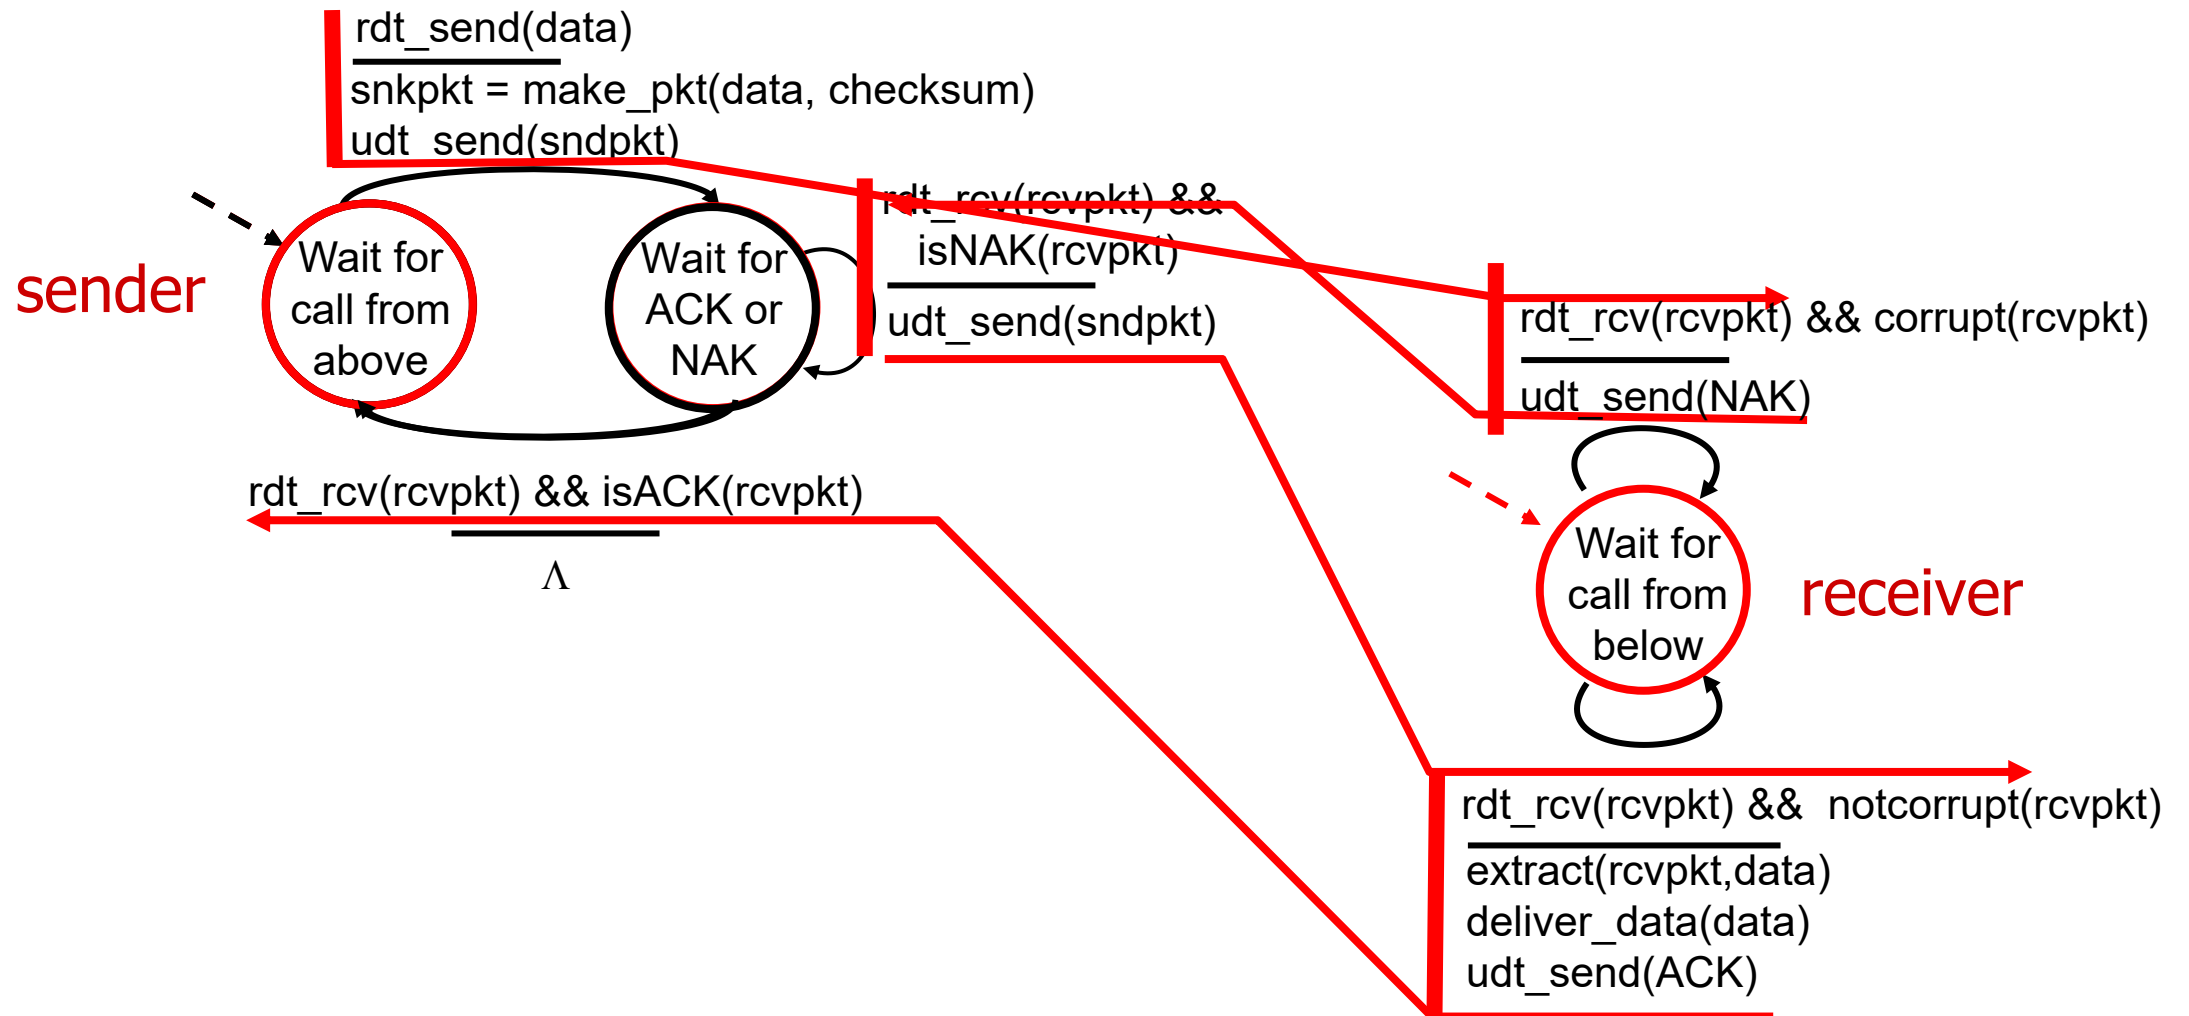 rdt_send(data)
snkpkt = make_pkt(data, checksum)
udt_send(sndpkt)
sender
Wait for
call from
above
Wait for
ACK or
NAK
rdt_rcv(rcvpkt) &&
isNAK(rcvpkt)
udt_send(sndpkt)
rdt_rcv(rcvpkt) && isACK(rcvpkt)
Λ
rdt_rcv(rcvpkt) && corrupt(rcvpkt)
udt_send(NAK)
Wait for
call from
below
receiver
rdt_rcv(rcvpkt) && notcorrupt(rcvpkt)
extract(rcvpkt,data)
deliver_data(data)
udt_send(ACK)